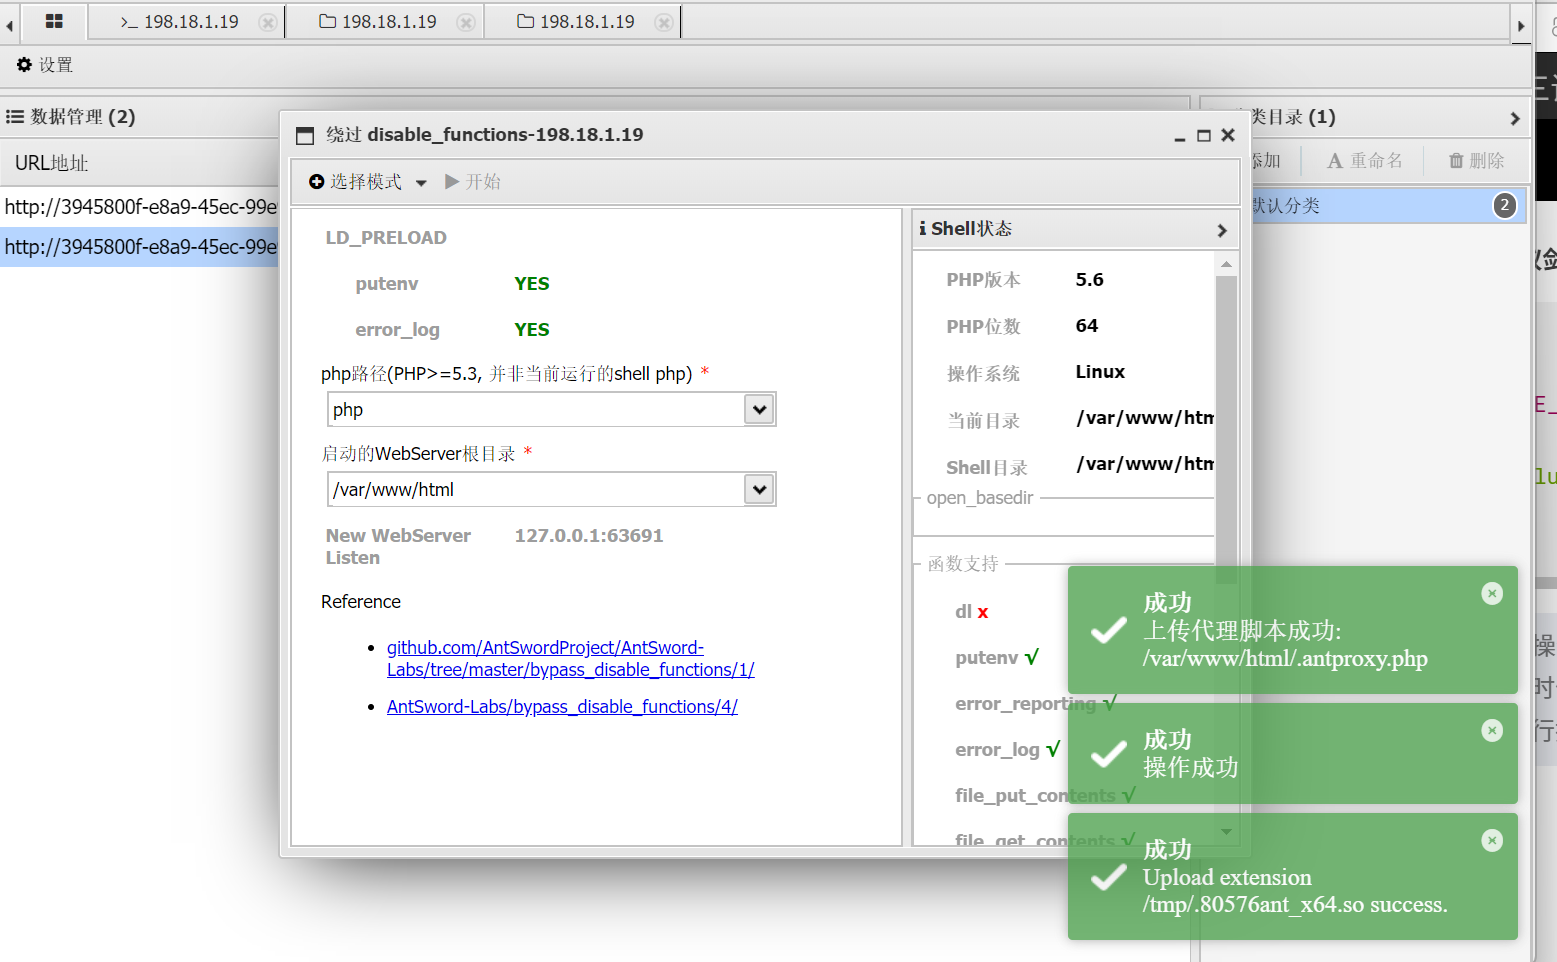 >_ 198.18.1.19
198.18.1.19
198.18.1.19
设置
数据管理 (2)
类目录 (1)
URL地址
添加
重命名
删除
http://3945800f-e8a9-45ec-99e
http://3945800f-e8a9-45ec-99e
默认分类
2
绕过 disable_functions-198.18.1.19
选择模式
开始
LD_PRELOAD
putenv YES
error_log YES
php路径(PHP>=5.3, 并非当前运行的shell php) *
php
启动的WebServer根目录 *
/var/www/html
New WebServer Listen 127.0.0.1:63691
Reference
github.com/AntSwordProject/AntSword-
Labs/tree/master/bypass_disable_functions/1/
AntSword-Labs/bypass_disable_functions/4/
Shell状态
PHP版本 5.6
PHP位数 64
操作系统 Linux
当前目录 /var/www/htm
Shell目录 /var/www/htm
open_basedir
函数支持
dl x
putenv √
error_reporting √
error_log √
file_put_contents √
file_get_contents √
成功
上传代理脚本成功:
/var/www/html/.antproxy.php
成功
操作成功
成功
Upload extension
/tmp/.80576ant_x64.so success.
E_
lu
操
时
行